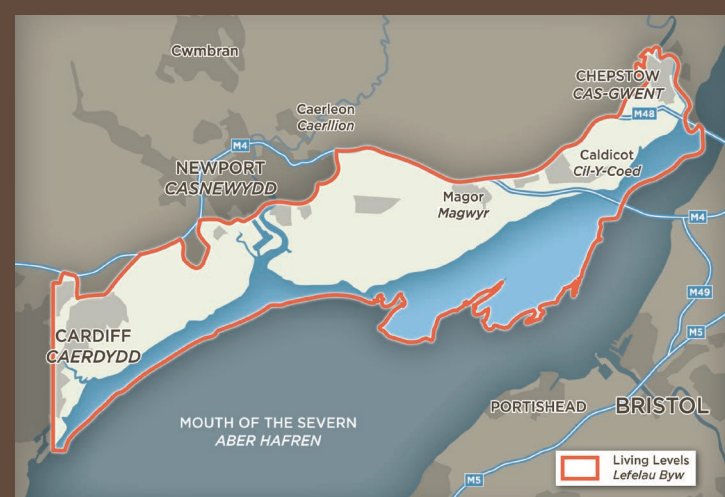 Cwmbran
CHEPSTOW
CAS-GWENT
Caerleon
Caerllion
M48
M4
NEWPORT
CASNEWYDD
Caldicot
Cil-Y-Coed
Magor
Magwyr
M4
M49
CARDIFF
CAERDYDD
M5
MOUTH OF THE SEVERN
ABER HAFREN
PORTISHEAD
BRISTOL
Living Levels
Lefelau Byw
M5